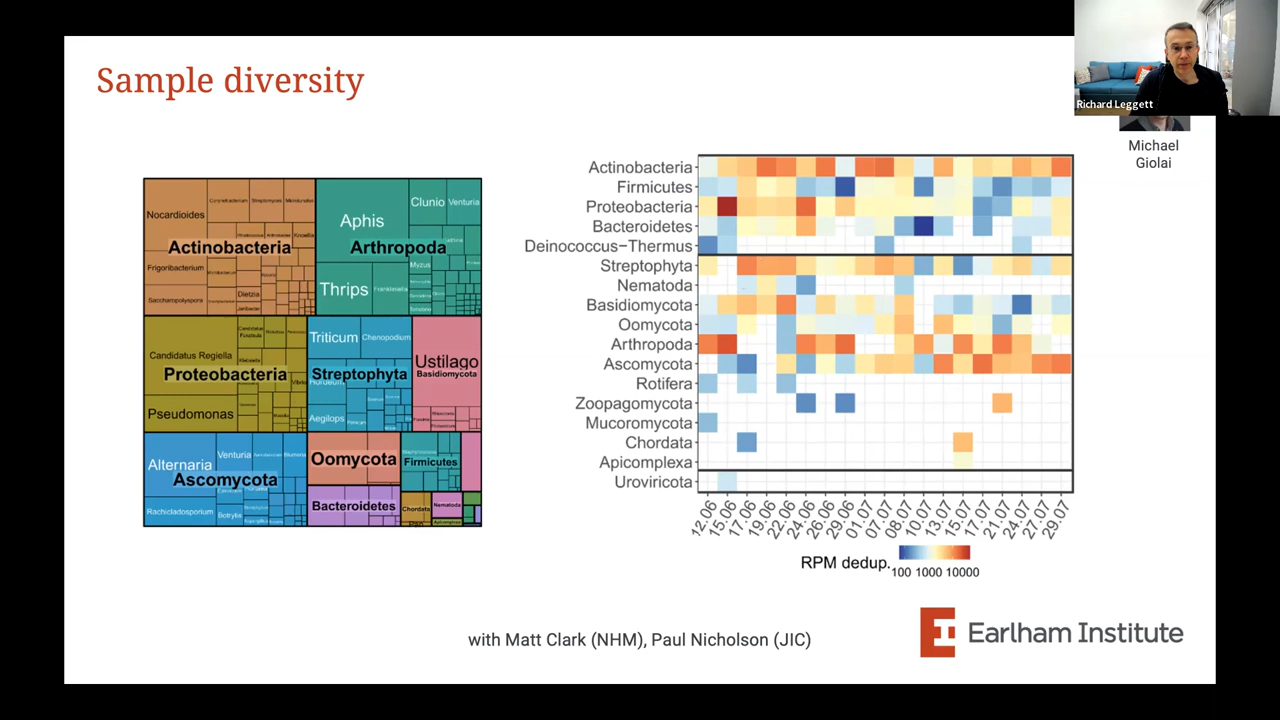 Sample diversity
Richard Leggett
Michael
Giolai
Nocardioides
Actinobacteria
Frigoribacterium
Saccharopolyspora
Dietzia
Aphis
Clunio
Venturia
Arthropoda
Myzus
Thrips
Frankliniella
Candidatus Regiella
Proteobacteria
Pseudomonas
Triticum
Chenopodium
Streptophyta
Hordeum
Aegilops
Ustilago
Basidiomycota
Alternaria
Venturia
Ascomycota
Rachicladosporium
Botrytis
Oomycota
Firmicutes
Bacteroidetes
Chordata
Nematoda
Actinobacteria
Firmicutes
Proteobacteria
Bacteroidetes
Deinococcus−Thermus
Streptophyta
Nematoda
Basidiomycota
Oomycota
Arthropoda
Ascomycota
Rotifera
Zoopagomycota
Mucoromycota
Chordata
Apicomplexa
Uroviricota
12.06 15.06 17.06 19.06 22.06 24.06 26.06 29.06 01.07 07.07 08.07 10.07 13.07 15.07 17.07 21.07 24.07 27.07 29.07
RPM dedup. 100 1000 10000
with Matt Clark (NHM), Paul Nicholson (JIC)
Earlham Institute